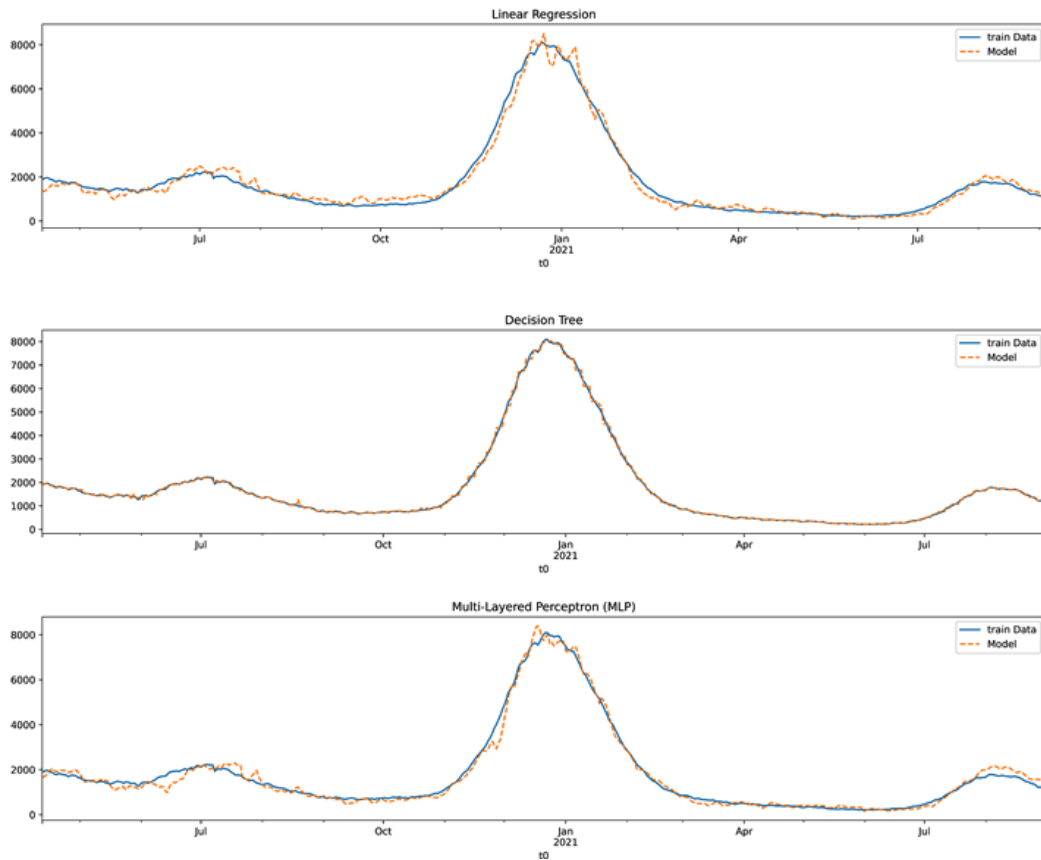 Linear Regression
train Data
Model
8000
6000
4000
2000
0
Jul
Oct
Jan
2021
Apr
Jul
t0
Decision Tree
train Data
Model
8000
7000
6000
5000
4000
3000
2000
1000
0
Jul
Oct
Jan
2021
Apr
Jul
t0
Multi-Layered Perceptron (MLP)
train Data
Model
8000
6000
4000
2000
0
Jul
Oct
Jan
2021
Apr
Jul
t0